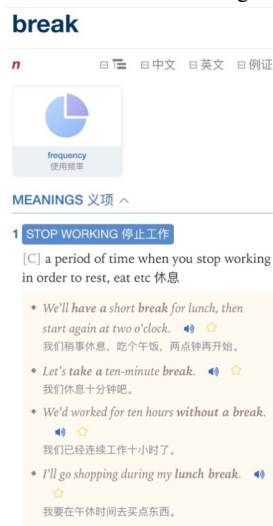 break
n 中文 英文 例证
frequency
使用频率
MEANINGS 义项
1 STOP WORKING 停止工作
[C] a period of time when you stop working
in order to rest, eat etc 休息
We'll have a short break for lunch, then
start again at two o'clock.
我们稍事休息，吃个午饭，两点钟再开始。
Let's take a ten-minute break.
我们休息十分钟吧。
We'd worked for ten hours without a break.
我们已经连续工作十小时了。
I'll go shopping during my lunch break.
我要在午休时间去买点东西。